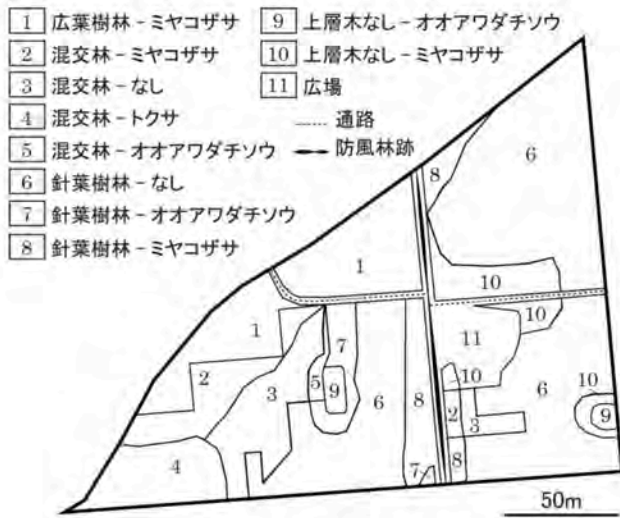 1 広葉樹林-ミヤコザサ
2 混交林-ミヤコザサ
3 混交林-なし
4 混交林-トクサ
5 混交林-オオアワダチソウ
6 針葉樹林-なし
7 針葉樹林-オオアワダチソウ
8 針葉樹林-ミヤコザサ
9 上層木なし-オオアワダチソウ
10 上層木なし-ミヤコザサ
11 広場
通路
防風林跡
6
8
1
10
1
10
7
11
2
3
5
9
6
8
10
6
10
2
3
9
4
7
8
50m